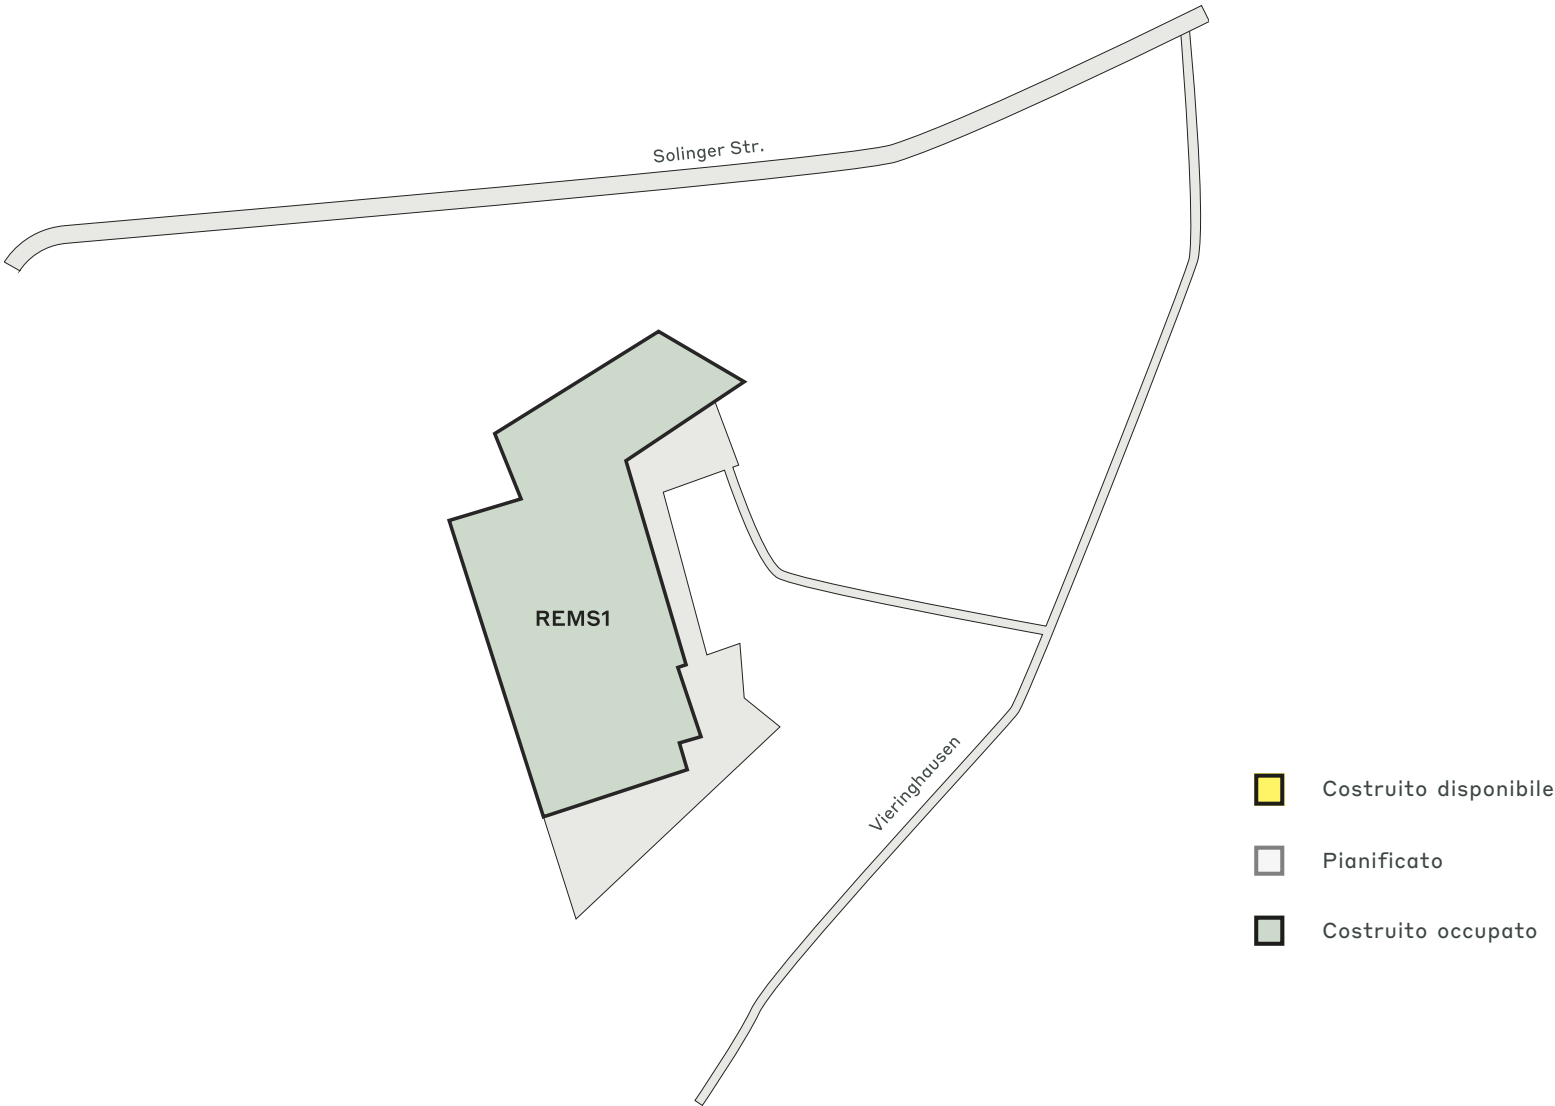 Solinger Str.
REMS1
Vieringhausen
Costruito disponibile
Pianificato
Costruito occupato